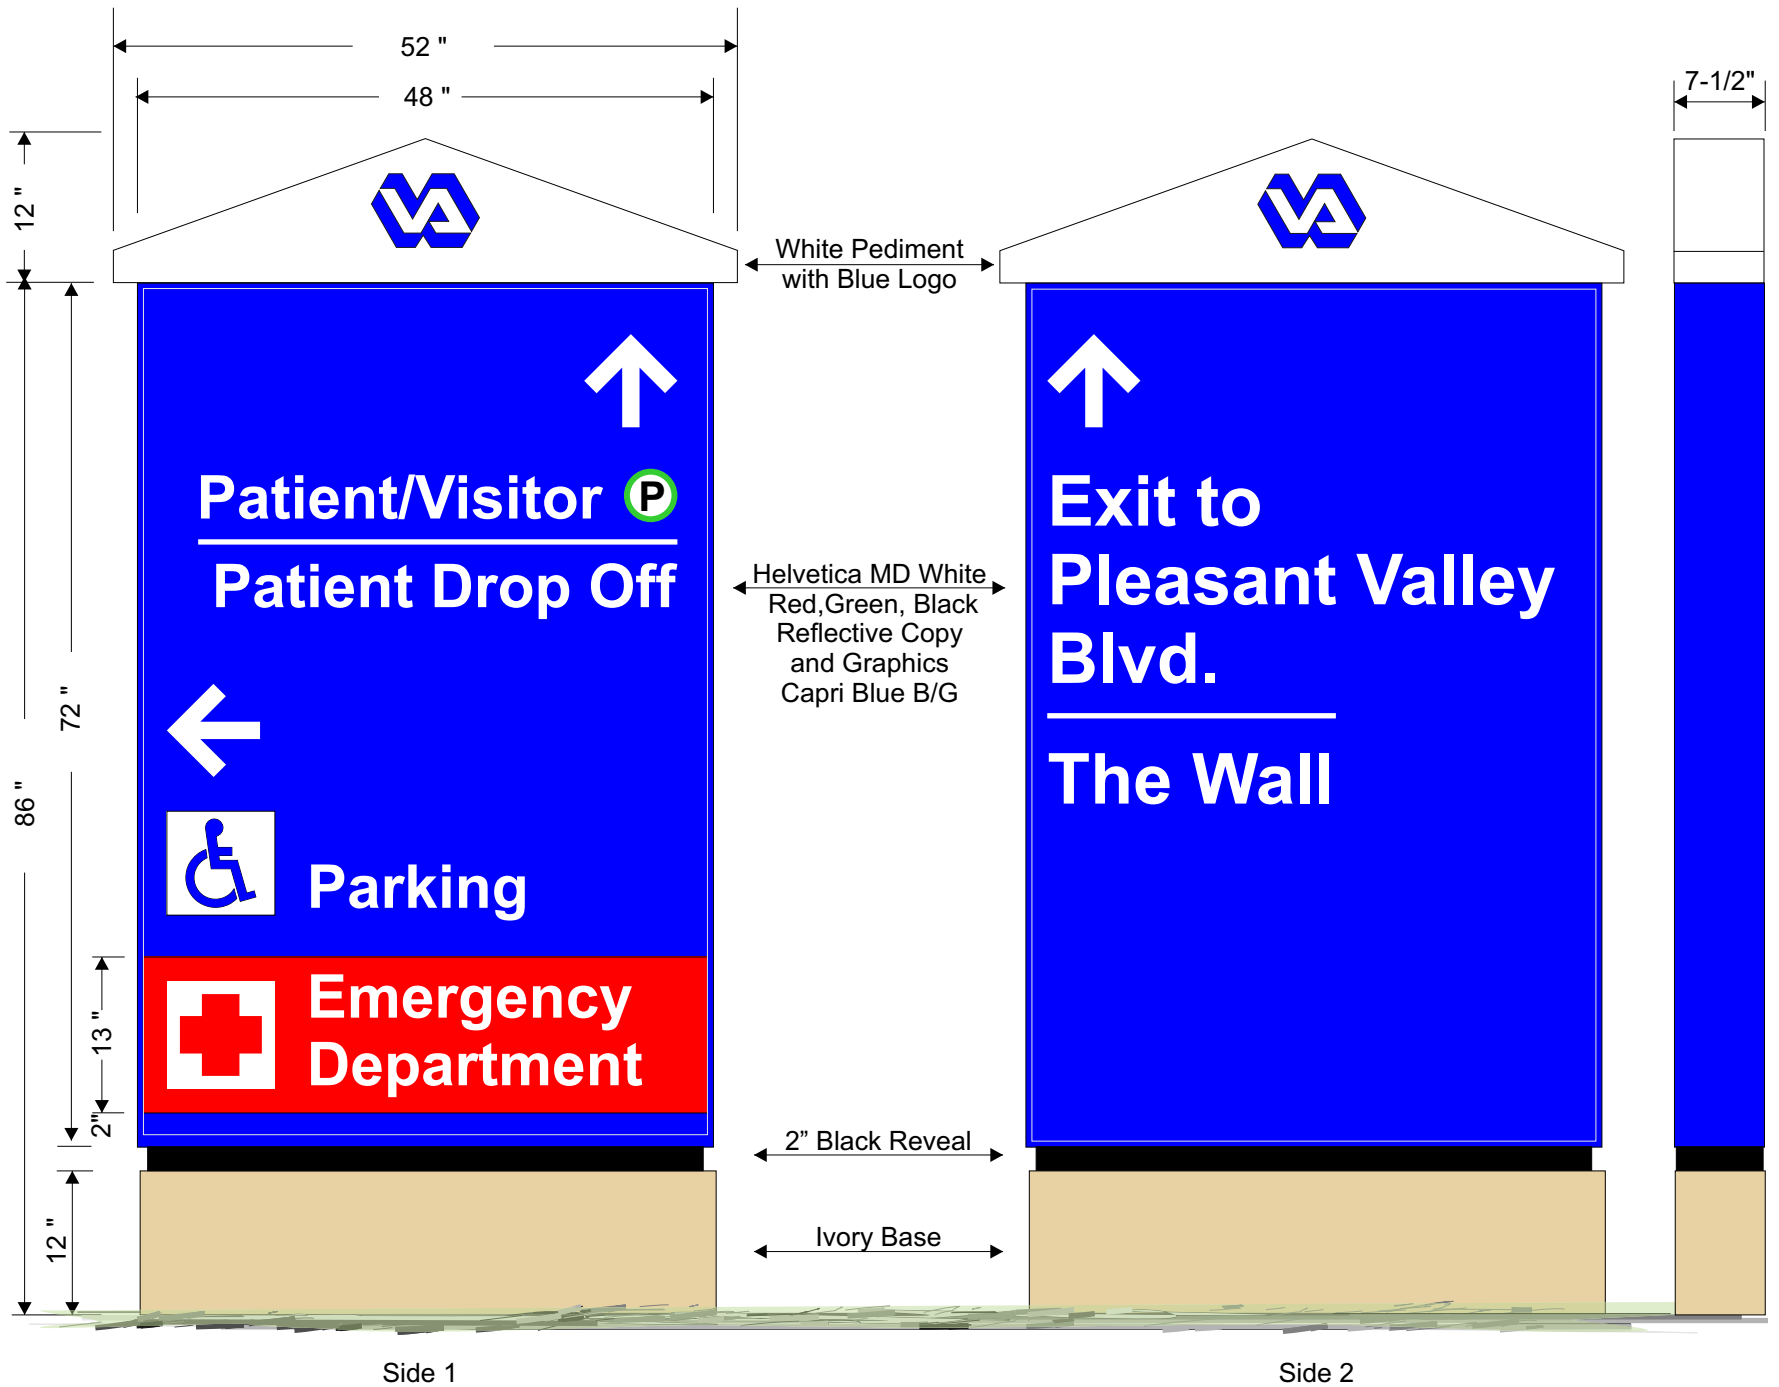 52 "
48 "
7-1/2"
12 "
VA
VA
White Pediment
with Blue Logo
Patient/Visitor P
Patient Drop Off
Parking
Emergency
Department
Helvetica MD White
Red,Green, Black
Reflective Copy
and Graphics
Capri Blue B/G
Exit to
Pleasant Valley
Blvd.
The Wall
72 "
86 "
13 "
2"
12 "
2” Black Reveal
Ivory Base
Side 1
Side 2